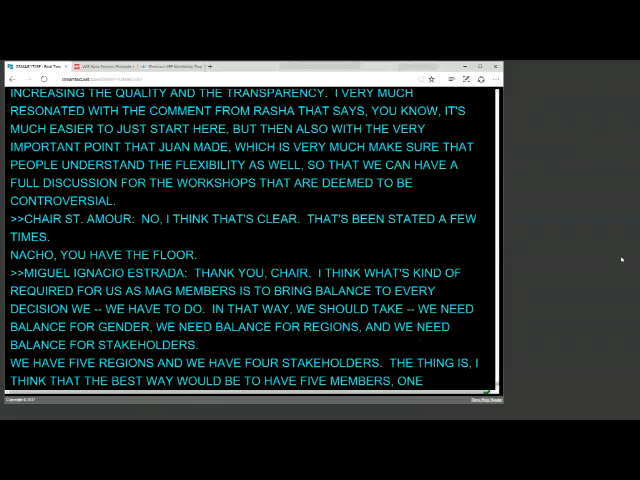 INCREASING THE QUALITY AND THE TRANSPARENCY. I VERY MUCH
RESONATED WITH THE COMMENT FROM RASHA THAT SAYS, YOU KNOW, IT'S
MUCH EASIER TO JUST START HERE, BUT THEN ALSO WITH THE VERY
IMPORTANT POINT THAT JUAN MADE, WHICH IS VERY MUCH MAKE SURE THAT
PEOPLE UNDERSTAND THE FLEXIBILITY AS WELL, SO THAT WE CAN HAVE A
FULL DISCUSSION FOR THE WORKSHOPS THAT ARE DEEMED TO BE
CONTROVERSIAL.
>>CHAIR ST. AMOUR: NO, I THINK THAT'S CLEAR. THAT'S BEEN STATED A FEW
TIMES.
NACHO, YOU HAVE THE FLOOR.
>>MIGUEL IGNACIO ESTRADA: THANK YOU, CHAIR. I THINK WHAT'S KIND OF
REQUIRED FOR US AS MAG MEMBERS IS TO BRING BALANCE TO EVERY
DECISION WE -- WE HAVE TO DO. IN THAT WAY, WE SHOULD TAKE -- WE NEED
BALANCE FOR GENDER, WE NEED BALANCE FOR REGIONS, AND WE NEED
BALANCE FOR STAKEHOLDERS.
WE HAVE FIVE REGIONS AND WE HAVE FOUR STAKEHOLDERS. THE THING IS, I
THINK THAT THE BEST WAY WOULD BE TO HAVE FIVE MEMBERS, ONE